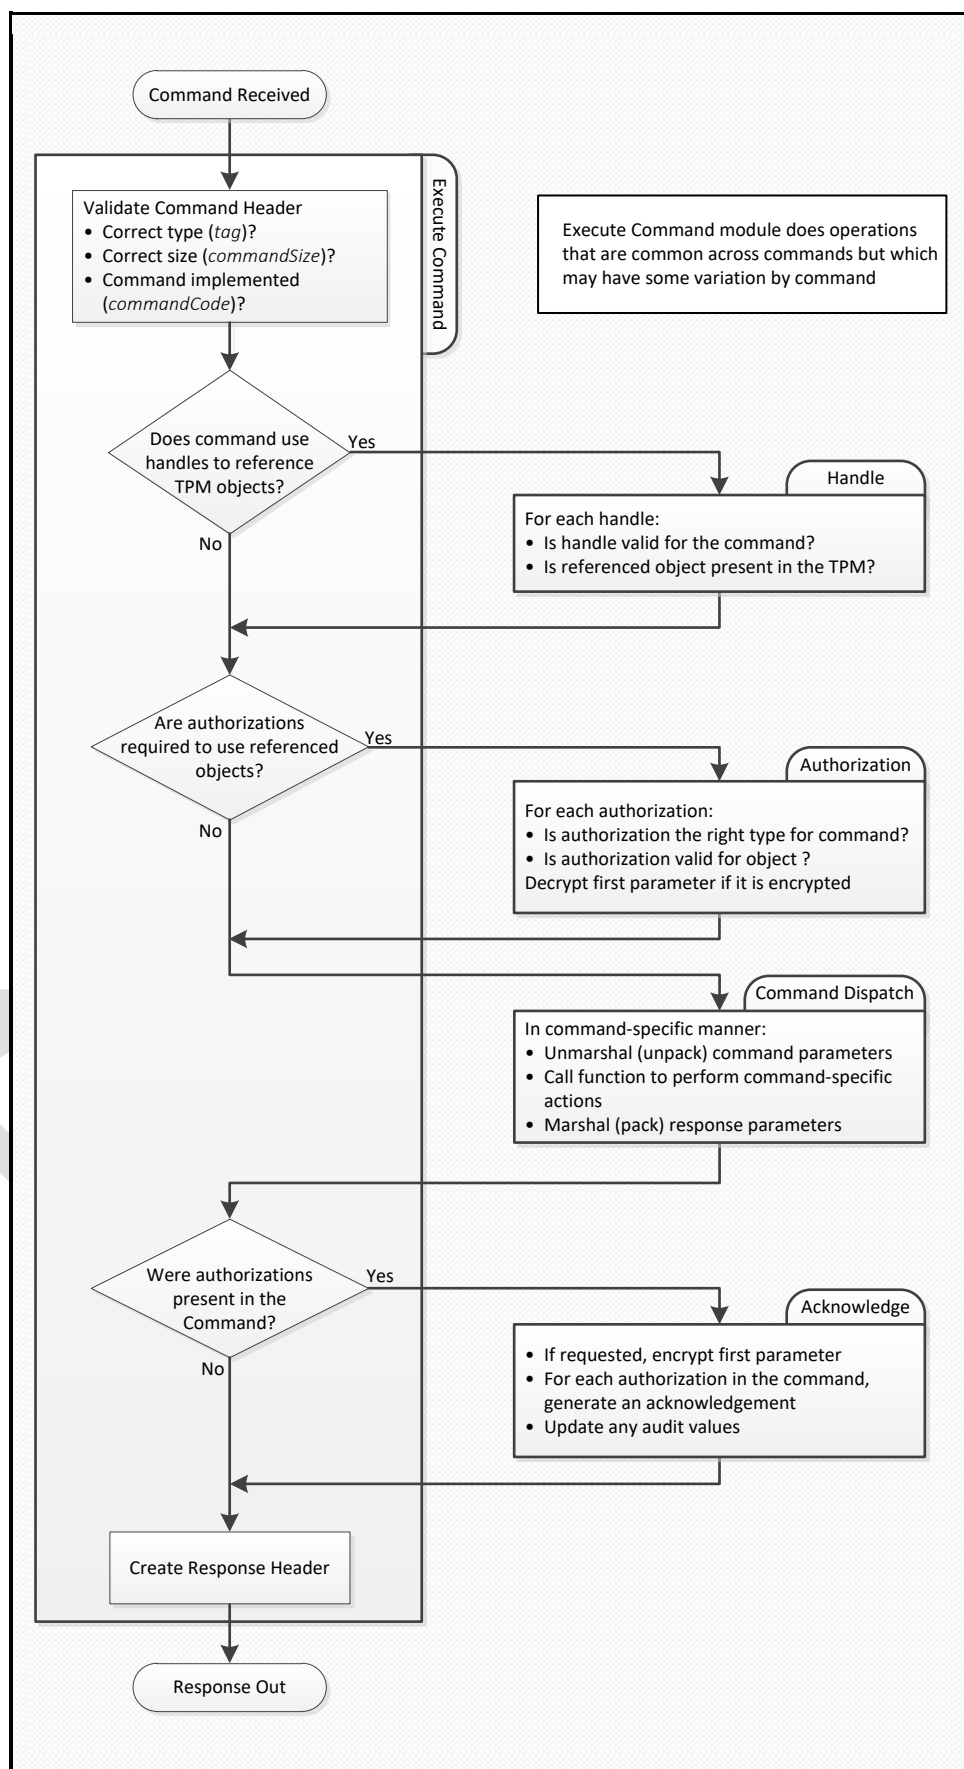 Command Received
Execute Command
Validate Command Header
• Correct type (tag)?
• Correct size (commandSize)?
• Command implemented
(commandCode)?
Execute Command module does operations
that are common across commands but which
may have some variation by command
Does command use
handles to reference
TPM objects?
Yes
No
Handle
For each handle:
• Is handle valid for the command?
• Is referenced object present in the TPM?
Are authorizations
required to use referenced
objects?
Yes
No
Authorization
For each authorization:
• Is authorization the right type for command?
• Is authorization valid for object ?
Decrypt first parameter if it is encrypted
Command Dispatch
In command-specific manner:
• Unmarshal (unpack) command parameters
• Call function to perform command-specific
actions
• Marshal (pack) response parameters
Were authorizations
present in the
Command?
Yes
No
Acknowledge
• If requested, encrypt first parameter
• For each authorization in the command,
generate an acknowledgement
• Update any audit values
Create Response Header
Response Out